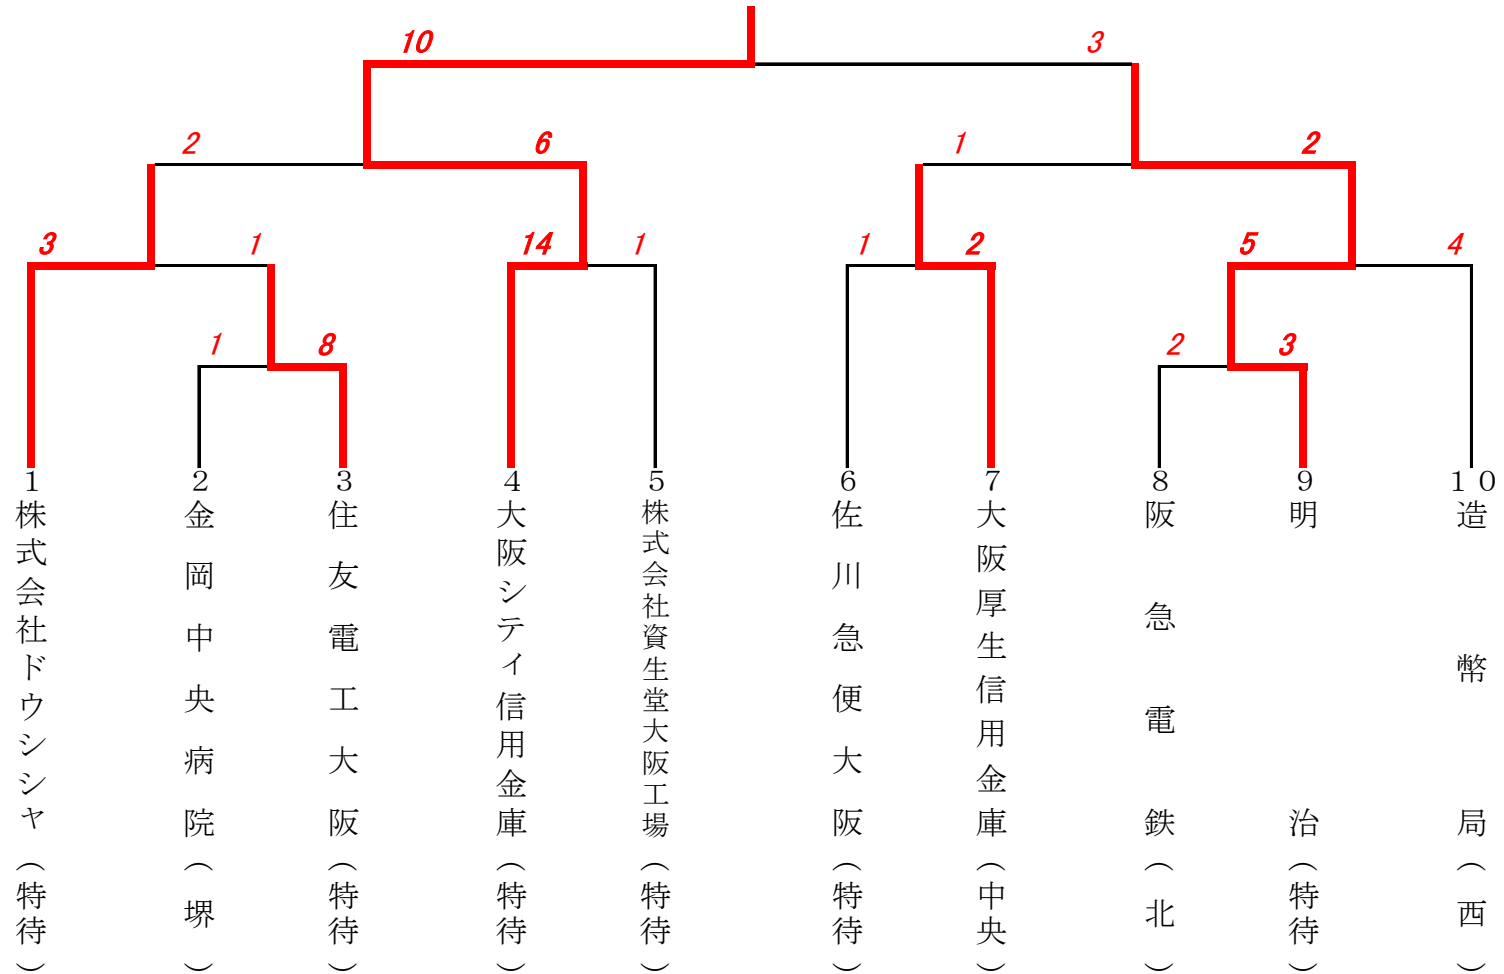 10 3
2 6 1 2
3 1 14 1 1 2 5 4
1 8 2 3
1 2 3 4 5 6 7 8 9 10
株式会社ドウシシャ(特待)
金岡中央病院(堺)
住友電工大阪(特待)
大阪シティ信用金庫(特待)
株式会社資生堂大阪工場(特待)
佐川急便大阪(特待)
大阪厚生信用金庫(中央)
阪急電鉄(北)
明治(特待)
造幣局(西)